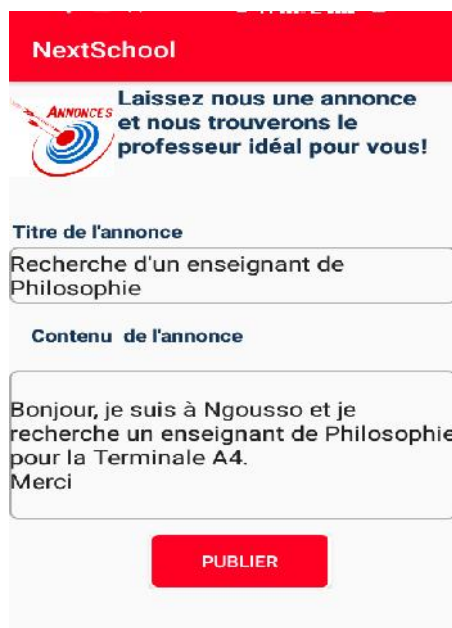 NextSchool
ANNONCES
Laissez nous une annonce
et nous trouverons le
professeur idéal pour vous!
Titre de l'annonce
Recherche d'un enseignant de
Philosophie
Contenu de l'annonce
Bonjour, je suis à Ngousso et je
recherche un enseignant de Philosophie
pour la Terminale A4.
Merci
PUBLIER